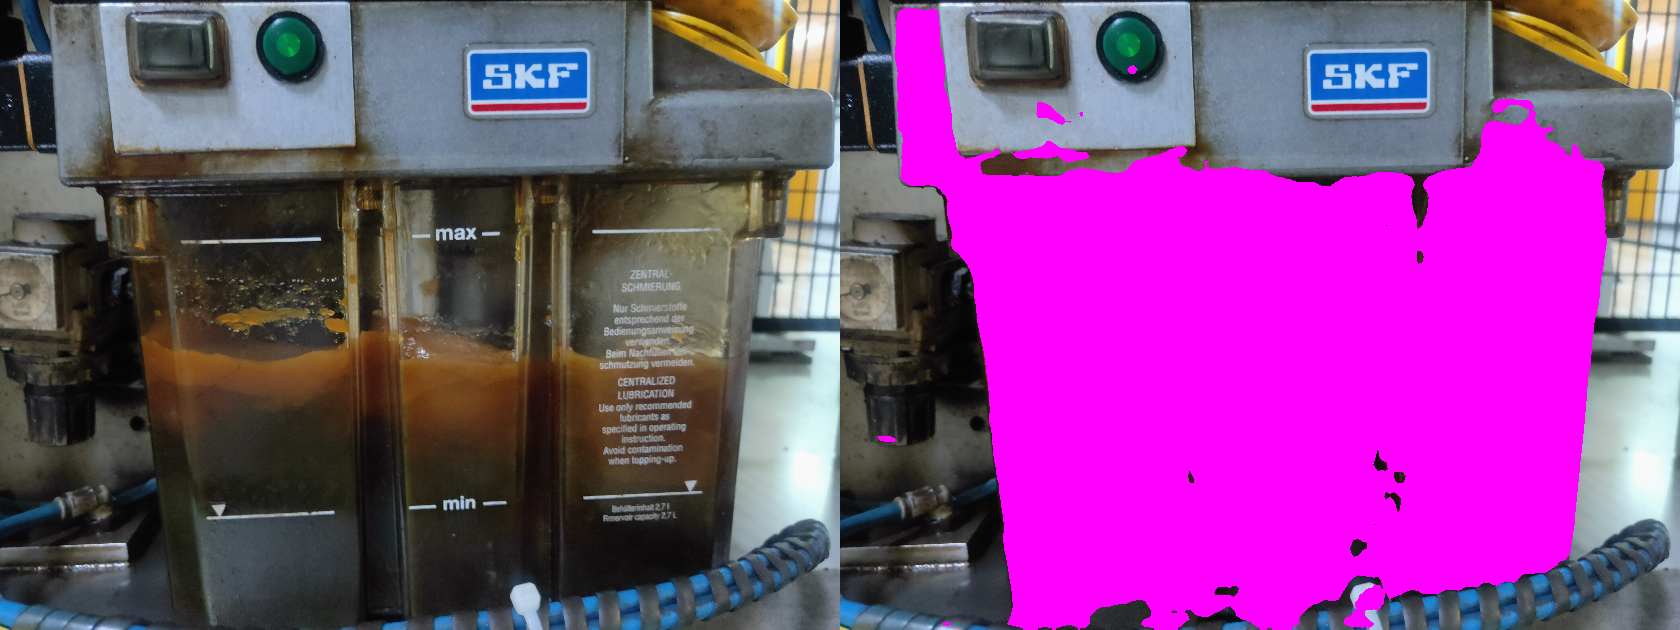 SKF
max
ZENTRAL-
SCHMIERUNG
Nur Schmierstoffe
entsprechend der
Bedienungsanweisung
verwenden.
Beim Nachfüllen Ver-
schmutzung vermeiden.
CENTRALIZED
LUBRICATION
Use only recommended
lubricants as
specified in operating
instruction.
Avoid contamination
when topping-up.
min
Behälterinhalt 2,7 l
Reservoir capacity 2,7 L
SKF